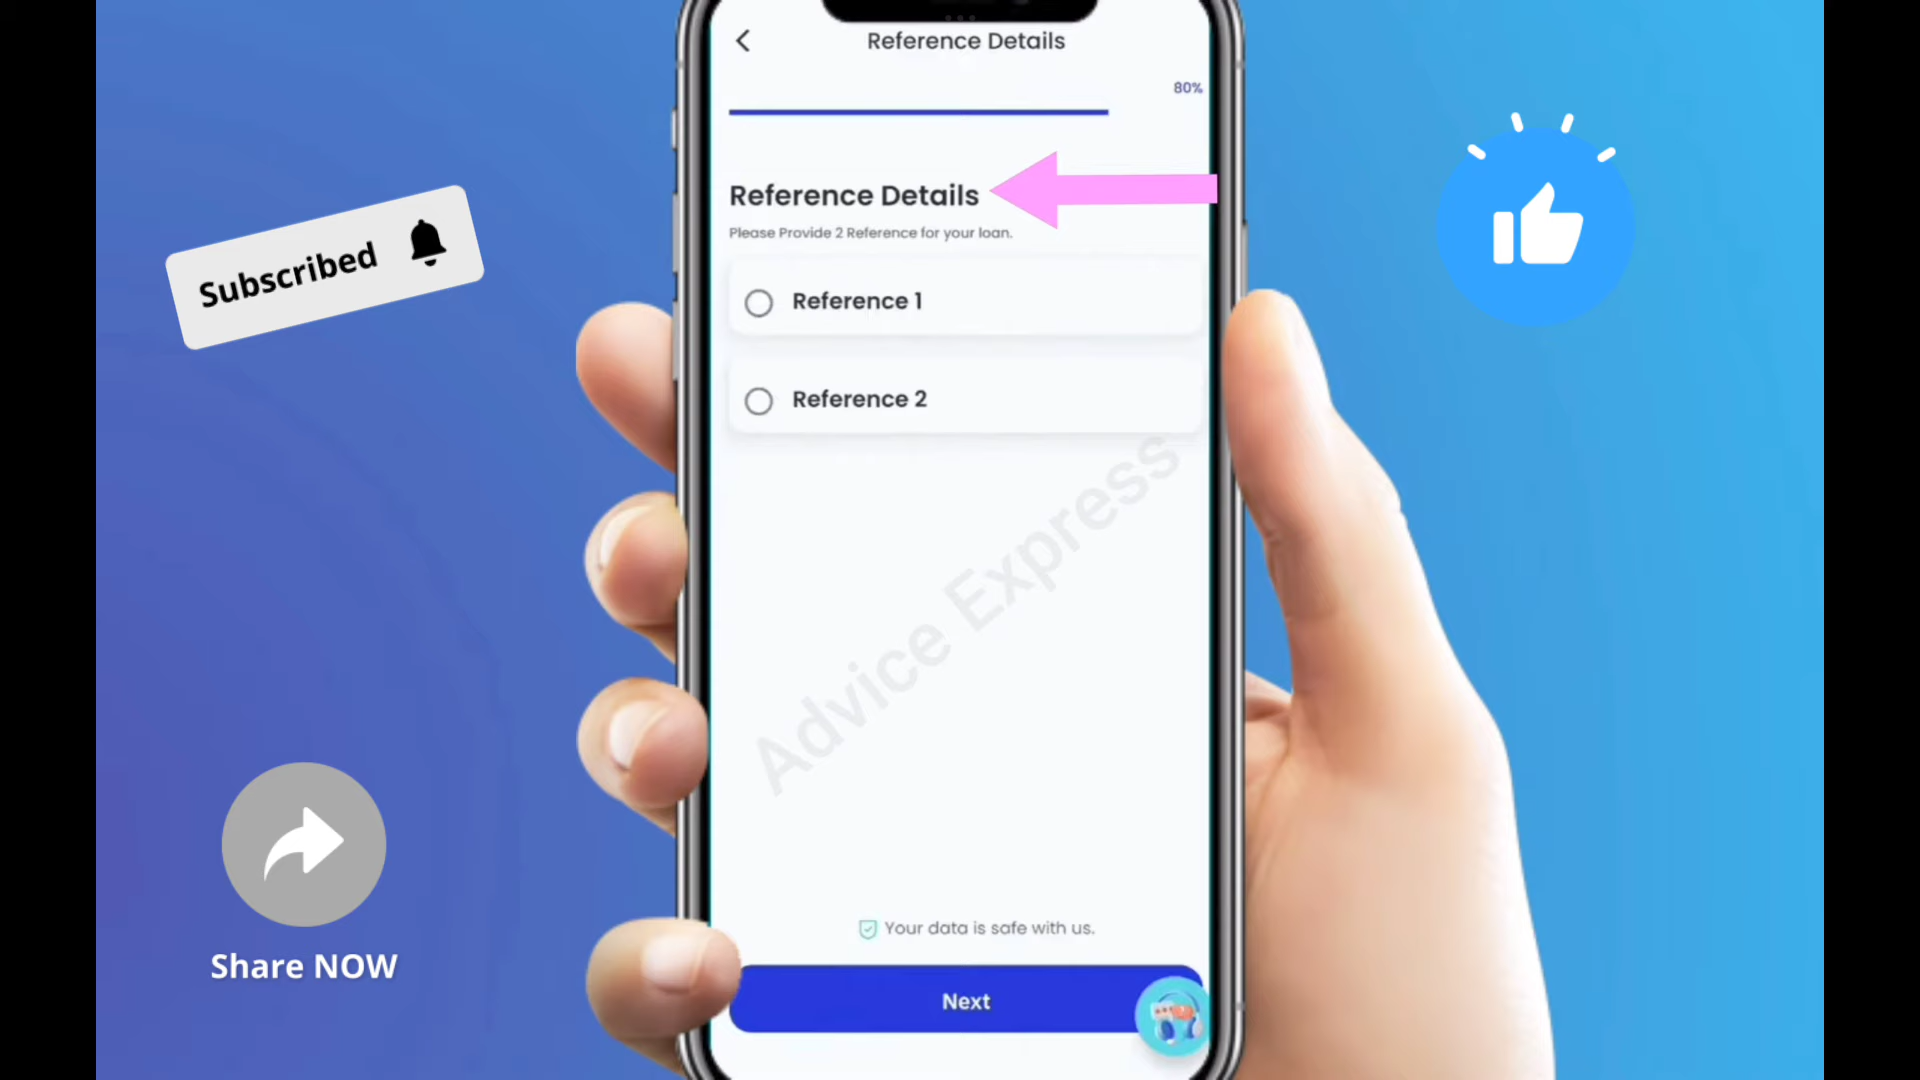 Reference Details
80%
Reference Details
Please Provide 2 Reference for your loan.
Reference 1
Reference 2
Subscribed
Advice Express
Your data is safe with us.
Next
Share NOW